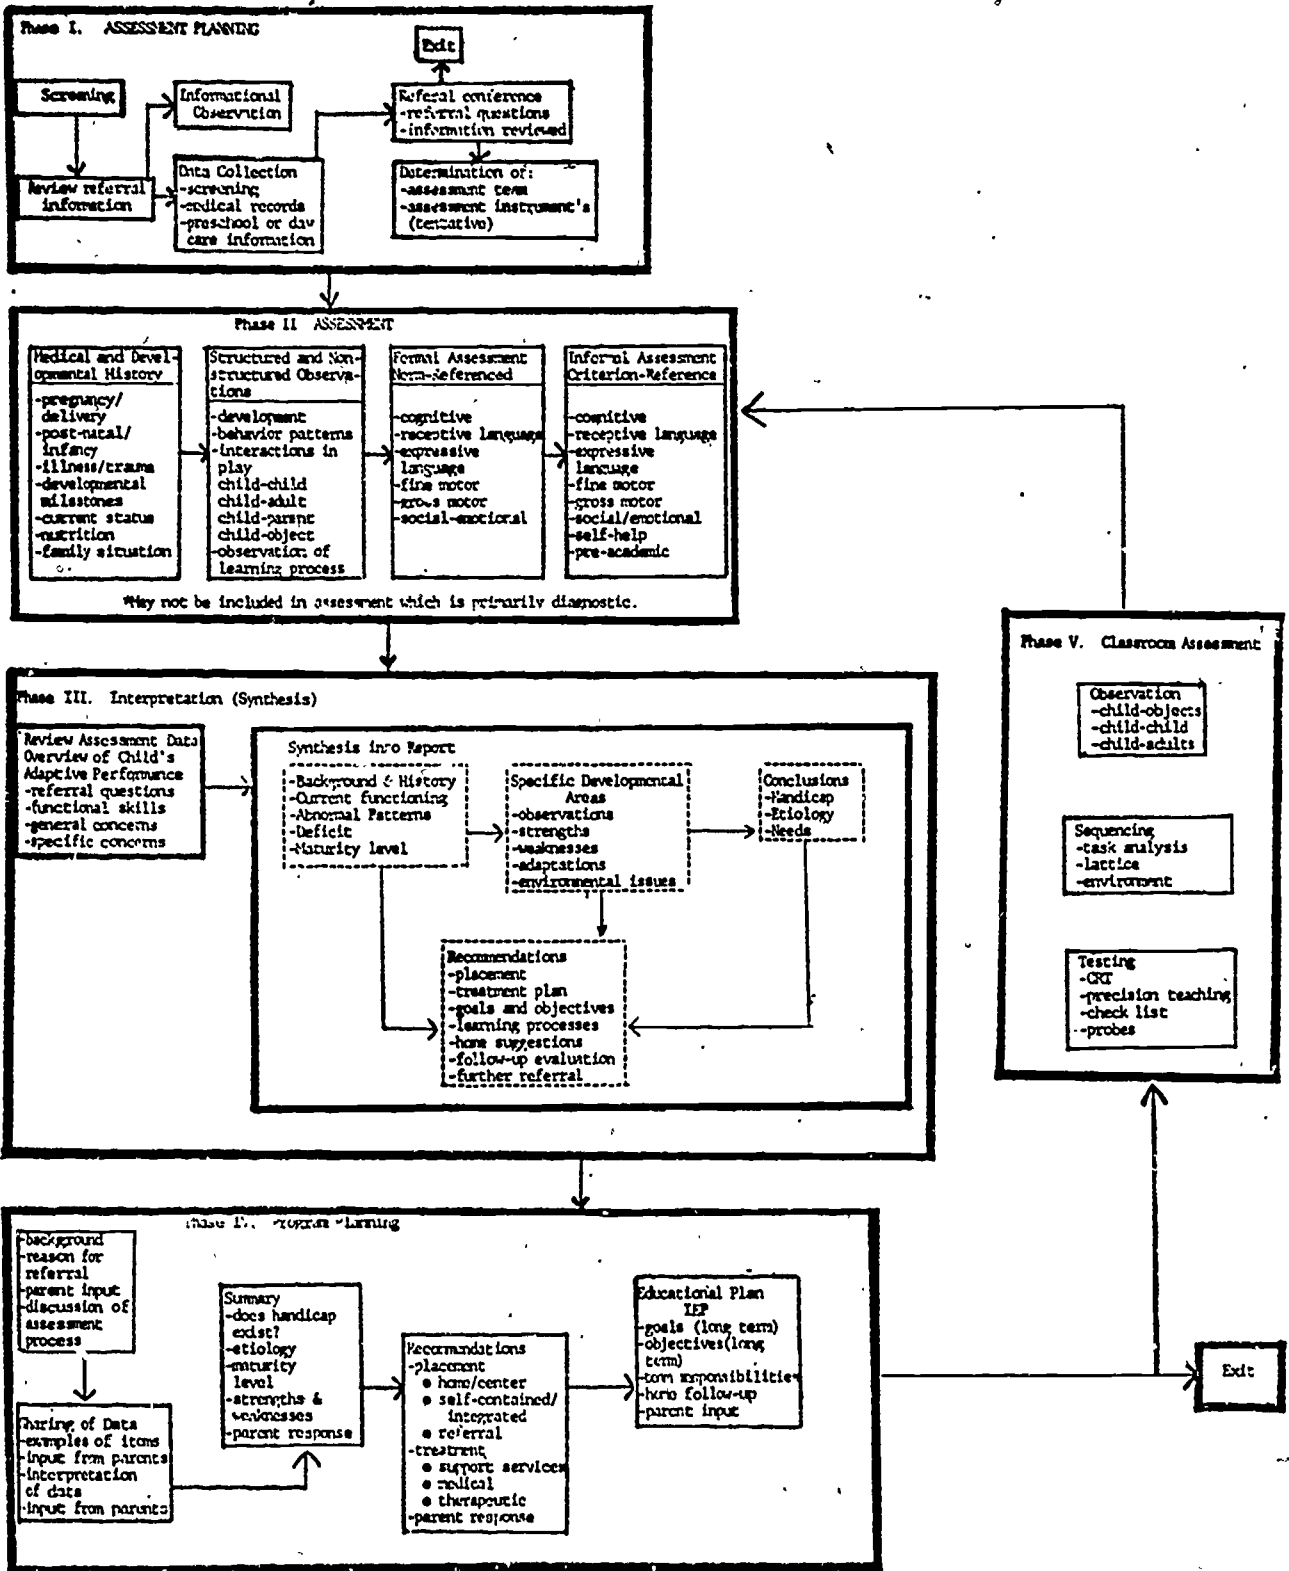 Phase I. ASSESSMENT PLANNING
Exit
Screening
Informational
Observation
Referal conference
-referral questions
-information reviewed
Review referral
infomation
Data Collection
-screening
-medical records
-preschool or day
care infomation
Determination of:
-assessment team
-assessment instrument's
(tentative)
Phase II ASSESSMENT
Medical and Devel-
opmental History
-pregnancy/
delivery
-post-natal/
infancy
-illness/trauma
-developmental
milestones
-current status
-nutrition
-family situation
Structured and Non-
structured Observa-
tions
-development
-behavior patterns
-interactions in
play
child-child
child-adult
child-parent
child-object
-observation of
learning process
Formal Assessment
Norm-Referenced
-cognitive
-receptive language
-expressive
language
-fine motor
-gross motor
-social-emotional
Informal Assessment
Criterion-Reference
-cognitive
-receptive language
-expressive
language
-fine motor
-gross motor
-social/emotional
-self-help
-pre-academic
*May not be included in assessment which is primarily diagnostic.
Phase III. Interpretation (Synthesis)
Review Assessment Data
Overview of Child's
Adaptive Performance
-referral questions
-functional skills
-general concerns
-specific concerns
Synthesis into Report
-Background & History
-Current functioning
-Abnormal Patterns
-Deficit
-Maturity level
Specific Developmental
Areas
-observations
-strengths
-weaknesses
-adaptations
-environmental issues
Conclusions
-Handicap
-Etiology
-Needs
Recommendations
-placement
-treatment plan
-goals and objectives
-learning processes
-home suggestions
-follow-up evaluation
-further referral
Phase V. Classroom Assessment
Observation
-child-objects
-child-child
-child-adults
Sequencing
-task analysis
-lattice
-environment
Testing
-CRT
-precision teaching
-check list
-probes
Phase IV. Program Planning
-background
-reason for
referral
-parent input
-discussion of
assessment
process
Sharing of Data
-examples of items
-input from parents
-interpretation
of data
-input from parents
Summary
-does handicap
exist?
-etiology
-maturity
level
-strengths &
weaknesses
-parent response
Recommendations
-placement
● home/center
● self-contained/
integrated
● referral
-treatment
● support services
● medical
● therapeutic
-parent response
Educational Plan
IEP
-goals (long term)
-objectives(long
term)
-team responsibilities
-home follow-up
-parent input
Exit